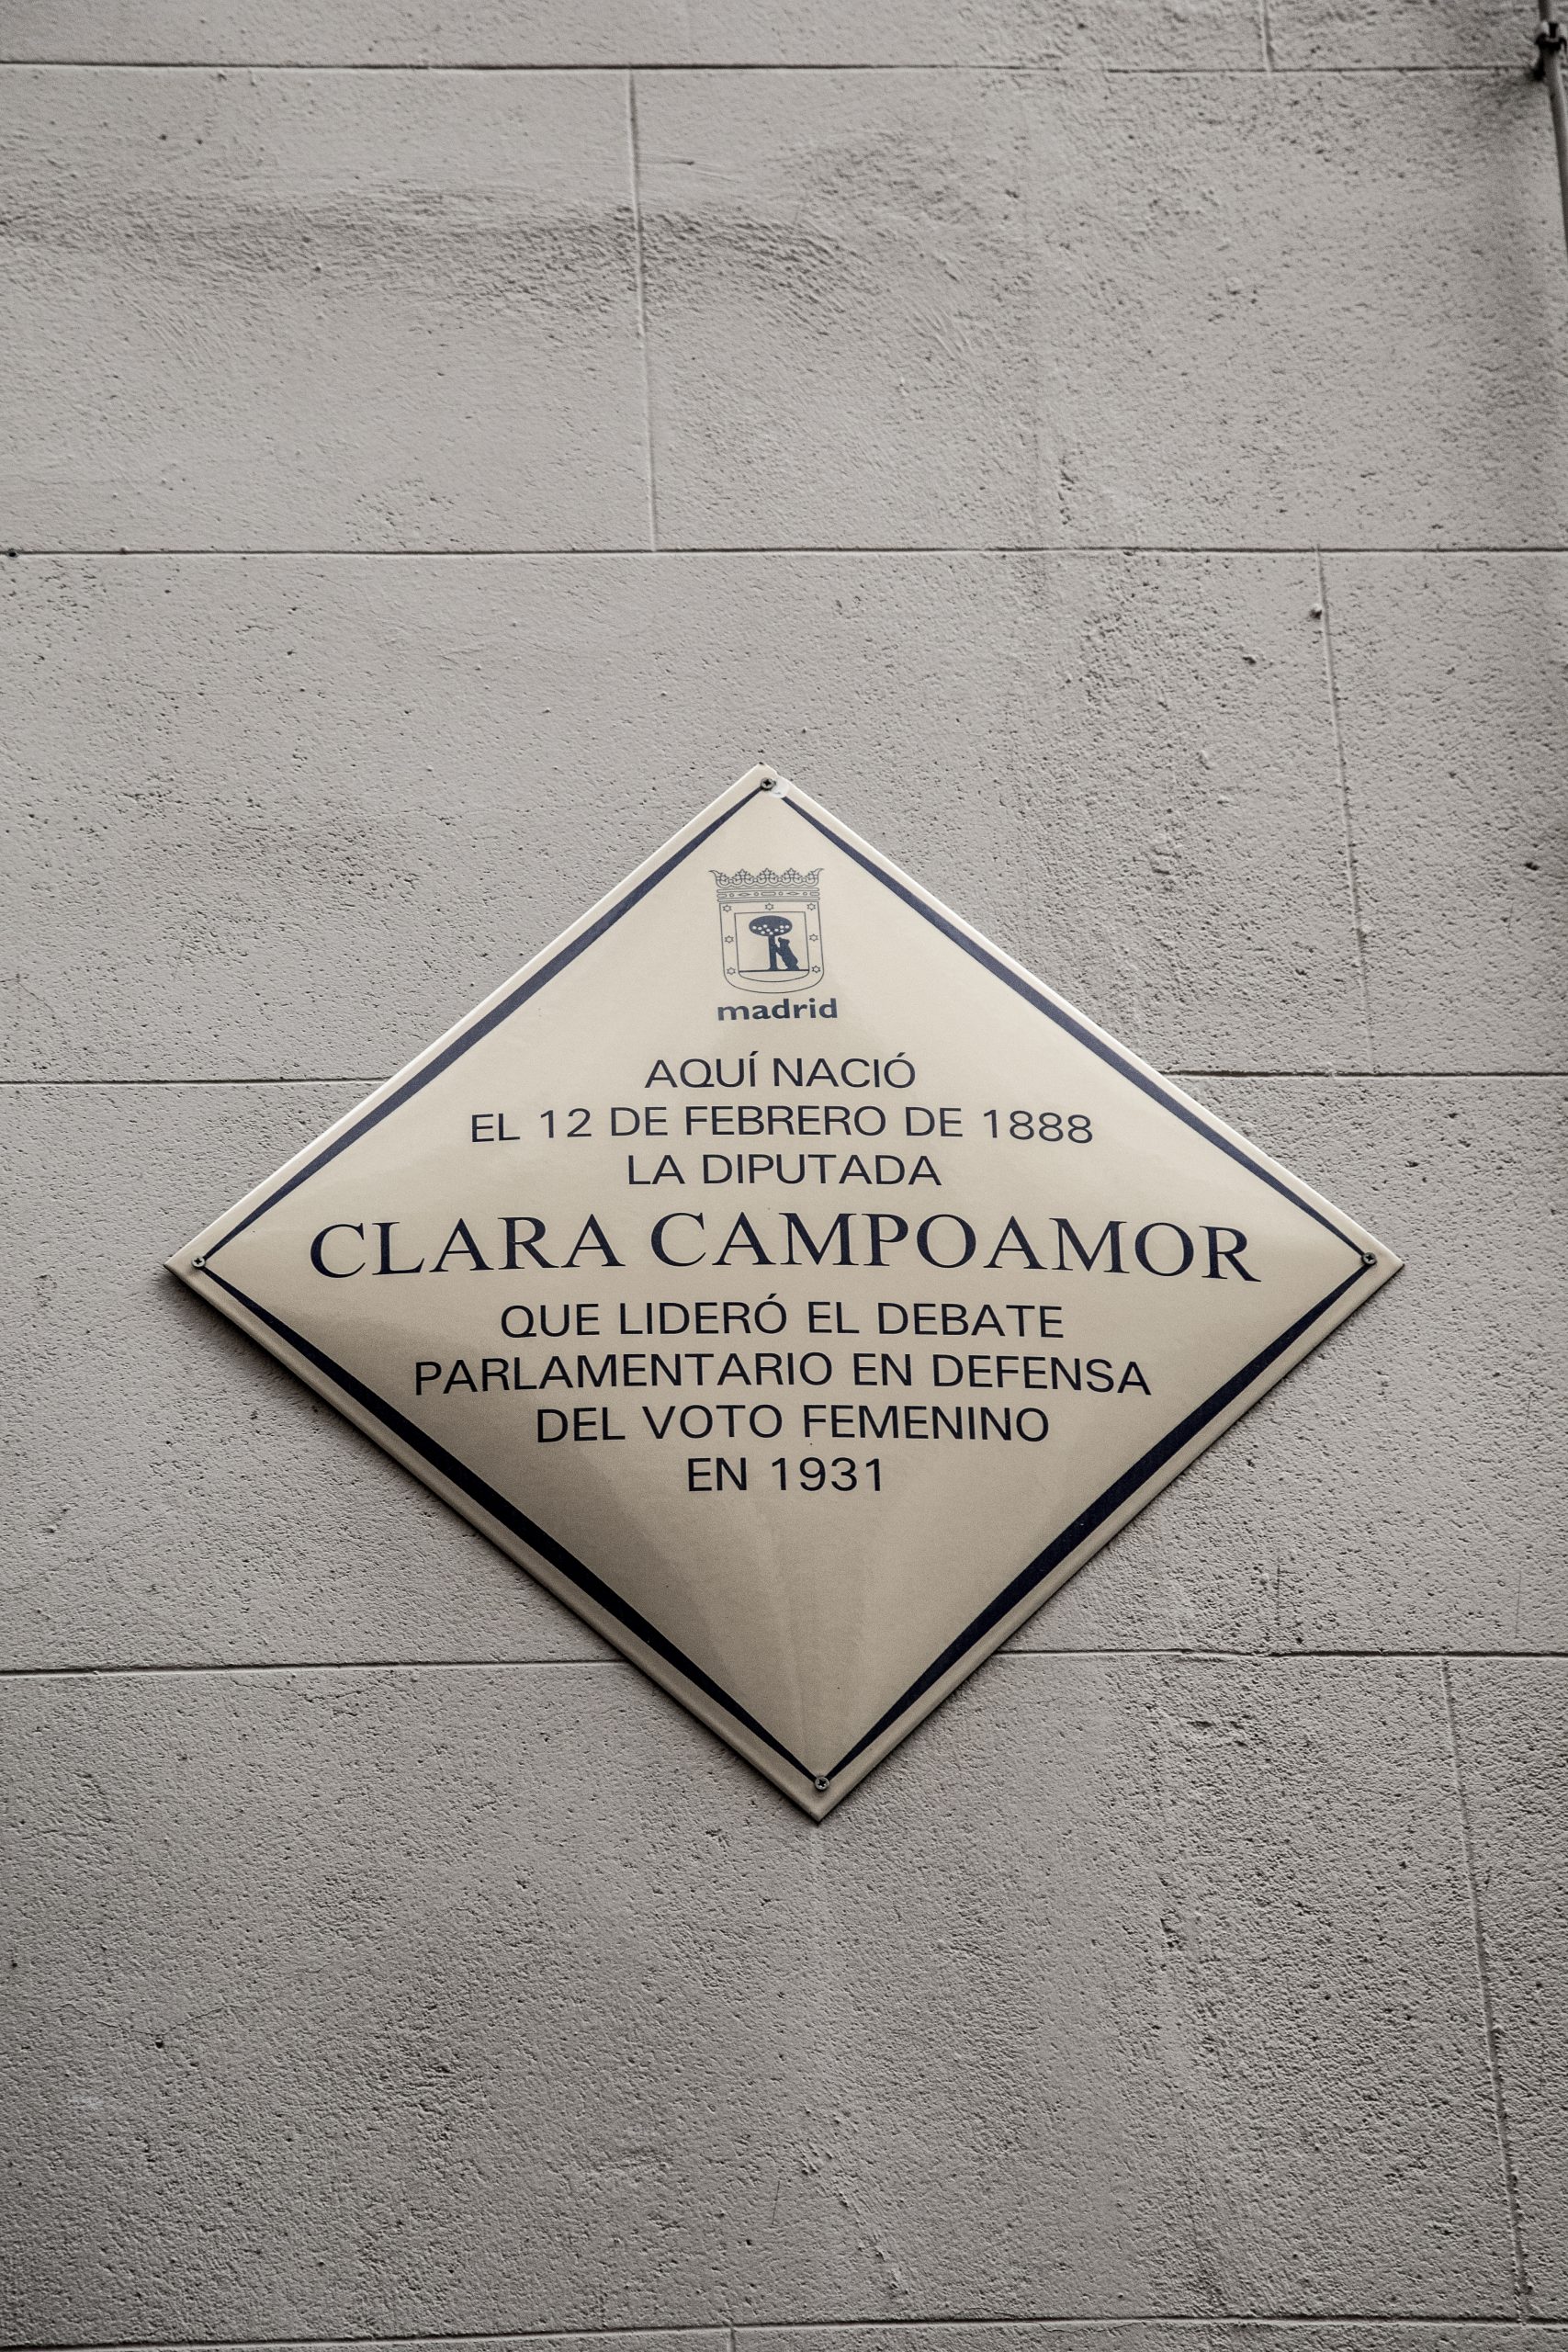 madrid
AQUÍ NACIÓ
EL 12 DE FEBRERO DE 1888
LA DIPUTADA
CLARA CAMPOAMOR
QUE LIDERÓ EL DEBATE
PARLAMENTARIO EN DEFENSA
DEL VOTO FEMENINO
EN 1931